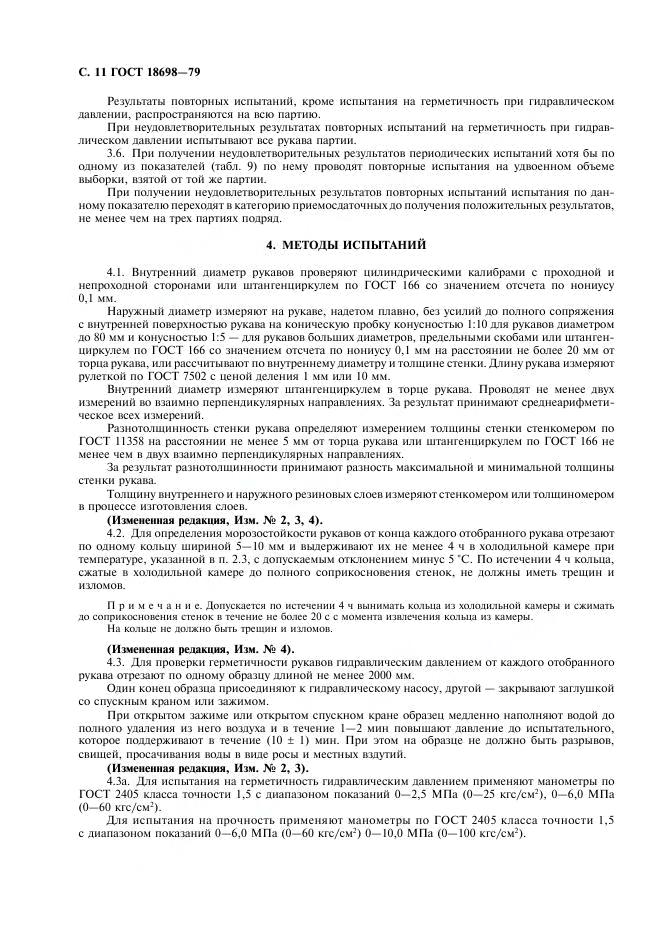 С. 11 ГОСТ 18698—79
Результаты повторных испытаний, кроме испытания на герметичность при гидравлическом
давлении, распространяются на всю партию.
При неудовлетворительных результатах повторных испытаний на герметичность при гидрав-
лическом давлении испытывают все рукава партии.
3.6. При получении неудовлетворительных результатов периодических испытаний хотя бы по
одному из показателей (табл. 9) по нему проводят повторные испытания на удвоенном объеме
выборки, взятой от той же партии.
При получении неудовлетворительных результатов повторных испытаний испытания по дан-
ному показателю переходят в категорию приемосдаточных до получения положительных результатов,
не менее чем на трех партиях подряд.
4. МЕТОДЫ ИСПЫТАНИЙ
4.1. Внутренний диаметр рукавов проверяют цилиндрическими калибрами с проходной и
непроходной сторонами или штангенциркулем по ГОСТ 166 со значением отсчета по нониусу
0,1 мм.
Наружный диаметр измеряют на рукаве, надетом плавно, без усилий до полного сопряжения
с внутренней поверхностью рукава на коническую пробку конусностью 1:10 для рукавов диаметром
до 80 мм и конусностью 1:5 — для рукавов больших диаметров, предельными скобами или штанген-
циркулем по ГОСТ 166 со значением отсчета по нониусу 0,1 мм на расстоянии не более 20 мм от
торца рукава, или рассчитывают по внутреннему диаметру и толщине стенки. Длину рукава измеряют
рулеткой по ГОСТ 7502 с ценой деления 1 мм или 10 мм.
Внутренний диаметр измеряют штангенциркулем в торце рукава. Проводят не менее двух
измерений во взаимно перпендикулярных направлениях. За результат принимают среднеарифмети-
ческое всех измерений.
Разнотолщинность стенки рукава определяют измерением толщины стенки стенкомером по
ГОСТ 11358 на расстоянии не менее 5 мм от торца рукава или штангенциркулем по ГОСТ 166 не
менее чем в двух взаимно перпендикулярных направлениях.
За результат разнотолщинности принимают разность максимальной и минимальной толщины
стенки рукава.
Толщину внутреннего и наружного резиновых слоев измеряют стенкомером или толщиномером
в процессе изготовления слоев.
(Измененная редакция, Изм. № 2, 3, 4).
4.2. Для определения морозостойкости рукавов от конца каждого отобранного рукава отрезают
по одному кольцу шириной 5—10 мм и выдерживают их не менее 4 ч в холодильной камере при
температуре, указанной в п. 2.3, с допускаемым отклонением минус 5 °С. По истечении 4 ч кольца,
сжатые в холодильной камере до полного соприкосновения стенок, не должны иметь трещин и
изломов.
П р и м е ч а н и е. Допускается по истечении 4 ч вынимать кольца из холодильной камеры и сжимать
до соприкосновения стенок в течение не более 20 с с момента извлечения кольца из камеры.
На кольце не должно быть трещин и изломов.
(Измененная редакция, Изм. № 4).
4.3. Для проверки герметичности рукавов гидравлическим давлением от каждого отобранного
рукава отрезают по одному образцу длиной не менее 2000 мм.
Один конец образца присоединяют к гидравлическому насосу, другой — закрывают заглушкой
со спускным краном или зажимом.
При открытом зажиме или открытом спускном кране образец медленно наполняют водой до
полного удаления из него воздуха и в течение 1—2 мин повышают давление до испытательного,
которое поддерживают в течение (10 ± 1) мин. При этом на образце не должно быть разрывов,
свищей, просачивания воды в виде росы и местных вздутий.
(Измененная редакция, Изм. № 2, 3).
4.3а. Для испытания на герметичность гидравлическим давлением применяют манометры по
ГОСТ 2405 класса точности 1,5 с диапазоном показаний 0—2,5 МПа (0—25 кгс/см²), 0—6,0 МПа
(0—60 кгс/см²).
Для испытания на прочность применяют манометры по ГОСТ 2405 класса точности 1,5
с диапазоном показаний 0—6,0 МПа (0—60 кгс/см²) 0—10,0 МПа (0—100 кгс/см²).